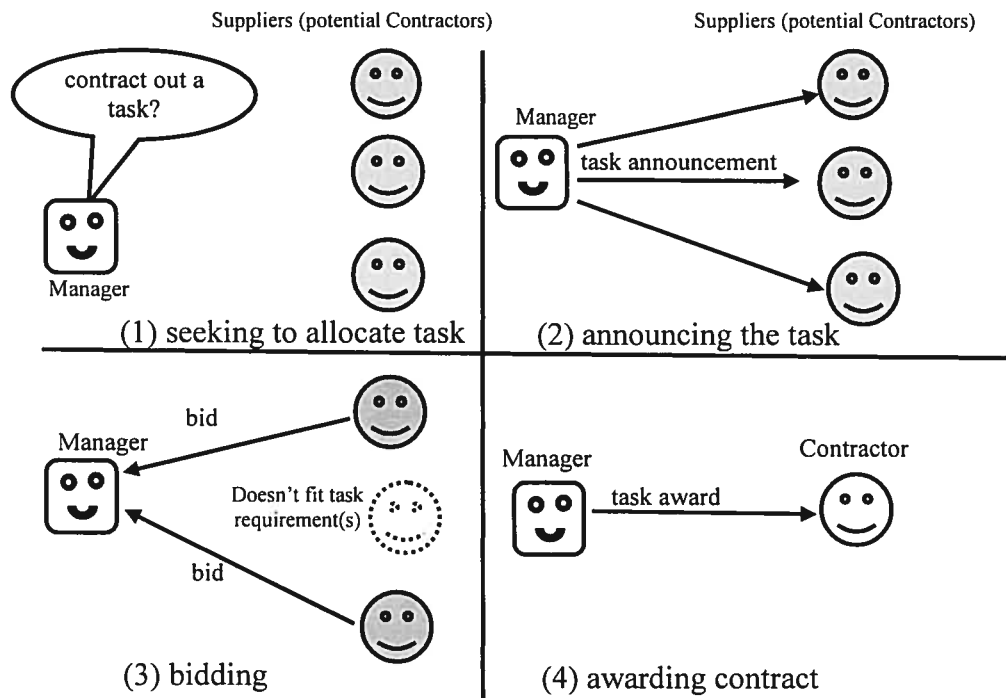 Suppliers (potential Contractors)
contract out a
task?
Manager
(1) seeking to allocate task
Suppliers (potential Contractors)
Manager
task announcement
(2) announcing the task
bid
Manager
Doesn't fit task
requirement(s)
bid
(3) bidding
Contractor
Manager
task award
(4) awarding contract